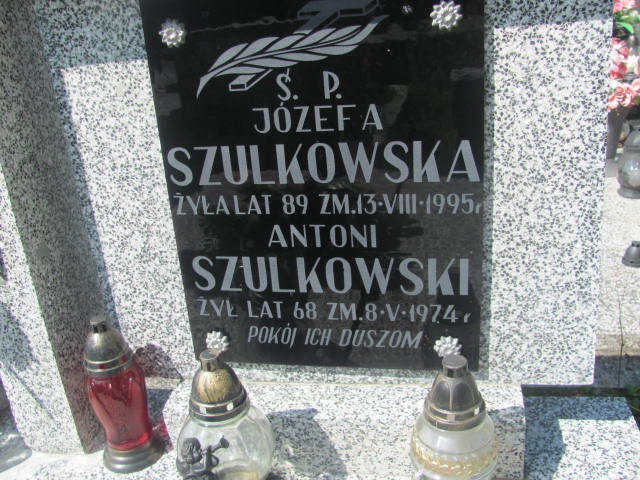 Ś. P.
JÓZEFA
SZULKOWSKA
ŻYŁA LAT 89 ZM.13·VIII·1995r
ANTONI
SZULKOWSKI
ŻYŁ LAT 68 ZM.8·V·1974r
POKÓJ ICH DUSZOM